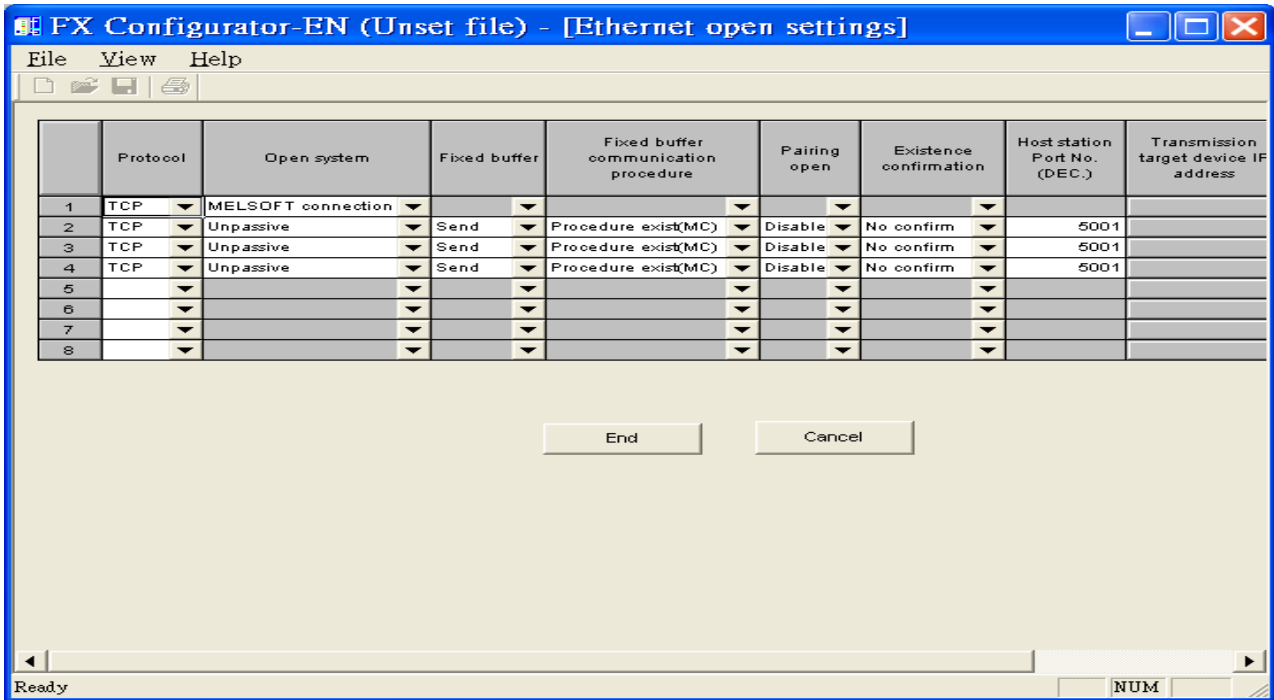 FX Configurator-EN (Unset file) - [Ethernet open settings]
File View Help
Protocol Open system Fixed buffer Fixed buffer communication procedure Pairing open Existence confirmation Host station Port No. (DEC.) Transmission target device IP address
1 TCP MELSOFT connection
2 TCP Unpassive Send Procedure exist(MC) Disable No confirm 5001
3 TCP Unpassive Send Procedure exist(MC) Disable No confirm 5001
4 TCP Unpassive Send Procedure exist(MC) Disable No confirm 5001
5
6
7
8
End Cancel
Ready NUM